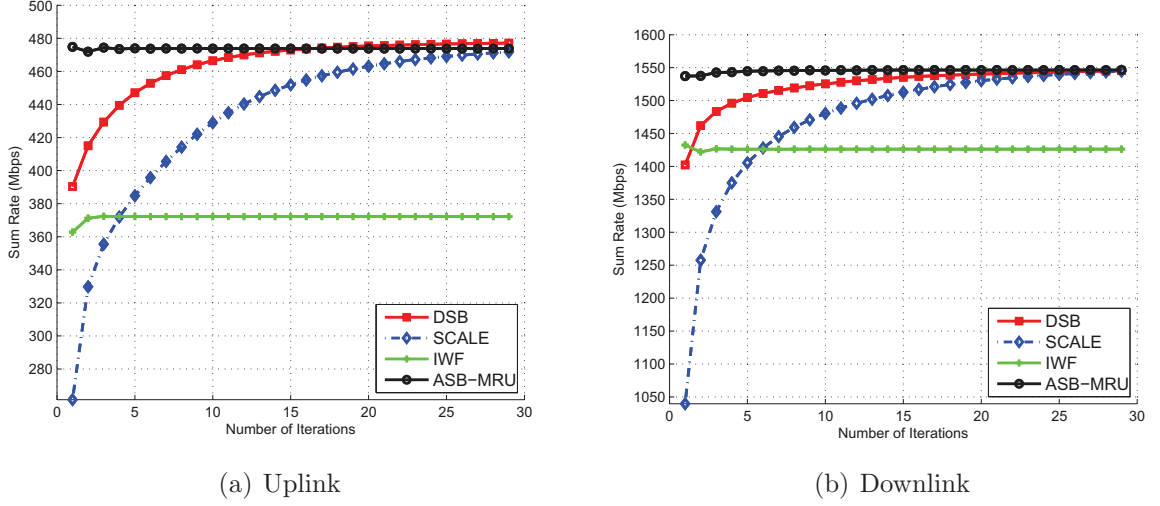 500
480
460
440
420
400
380
360
340
320
300
280
Sum Rate (Mbps)
DSB
SCALE
IWF
ASB-MRU
0 5 10 15 20 25 30
Number of Iterations
(a) Uplink
1600
1550
1500
1450
1400
1350
1300
1250
1200
1150
1100
1050
Sum Rate (Mbps)
DSB
SCALE
IWF
ASB-MRU
0 5 10 15 20 25 30
Number of Iterations
(b) Downlink